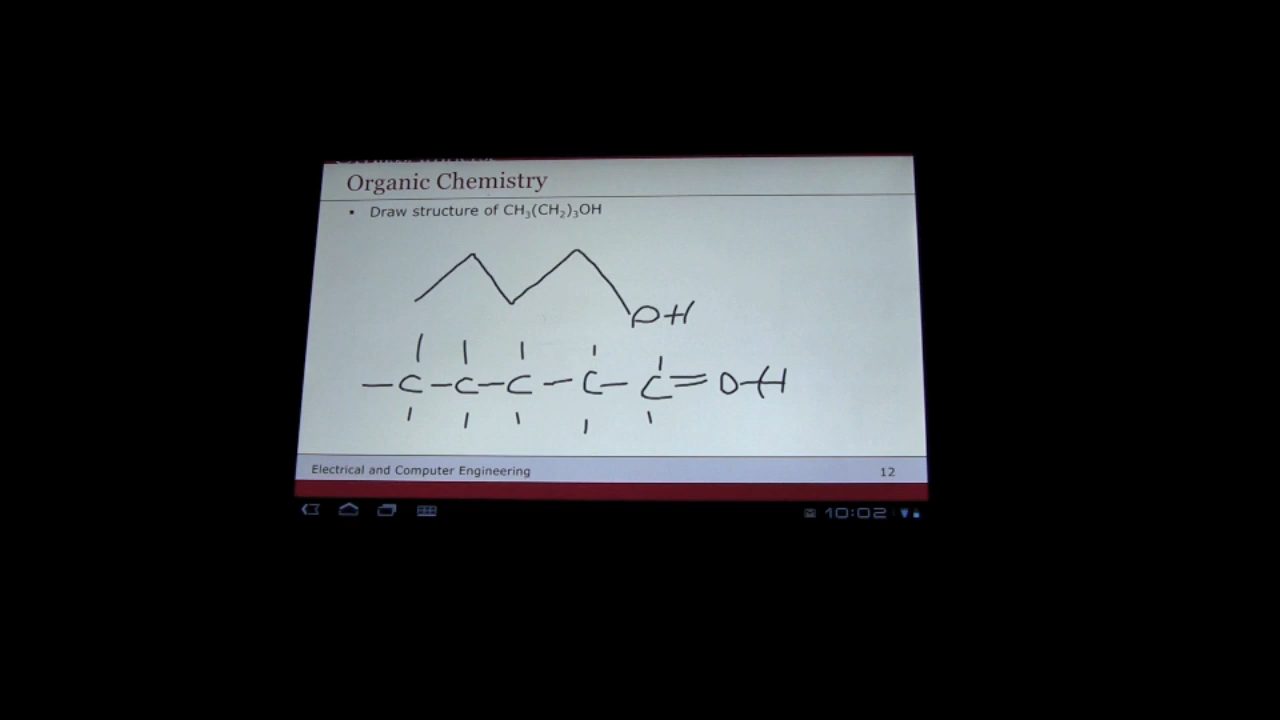 Organic Chemistry
▪ Draw structure of CH₃(CH₂)₃OH
OH
—C—C—C—C—C=O—H
Electrical and Computer Engineering 12
10:02